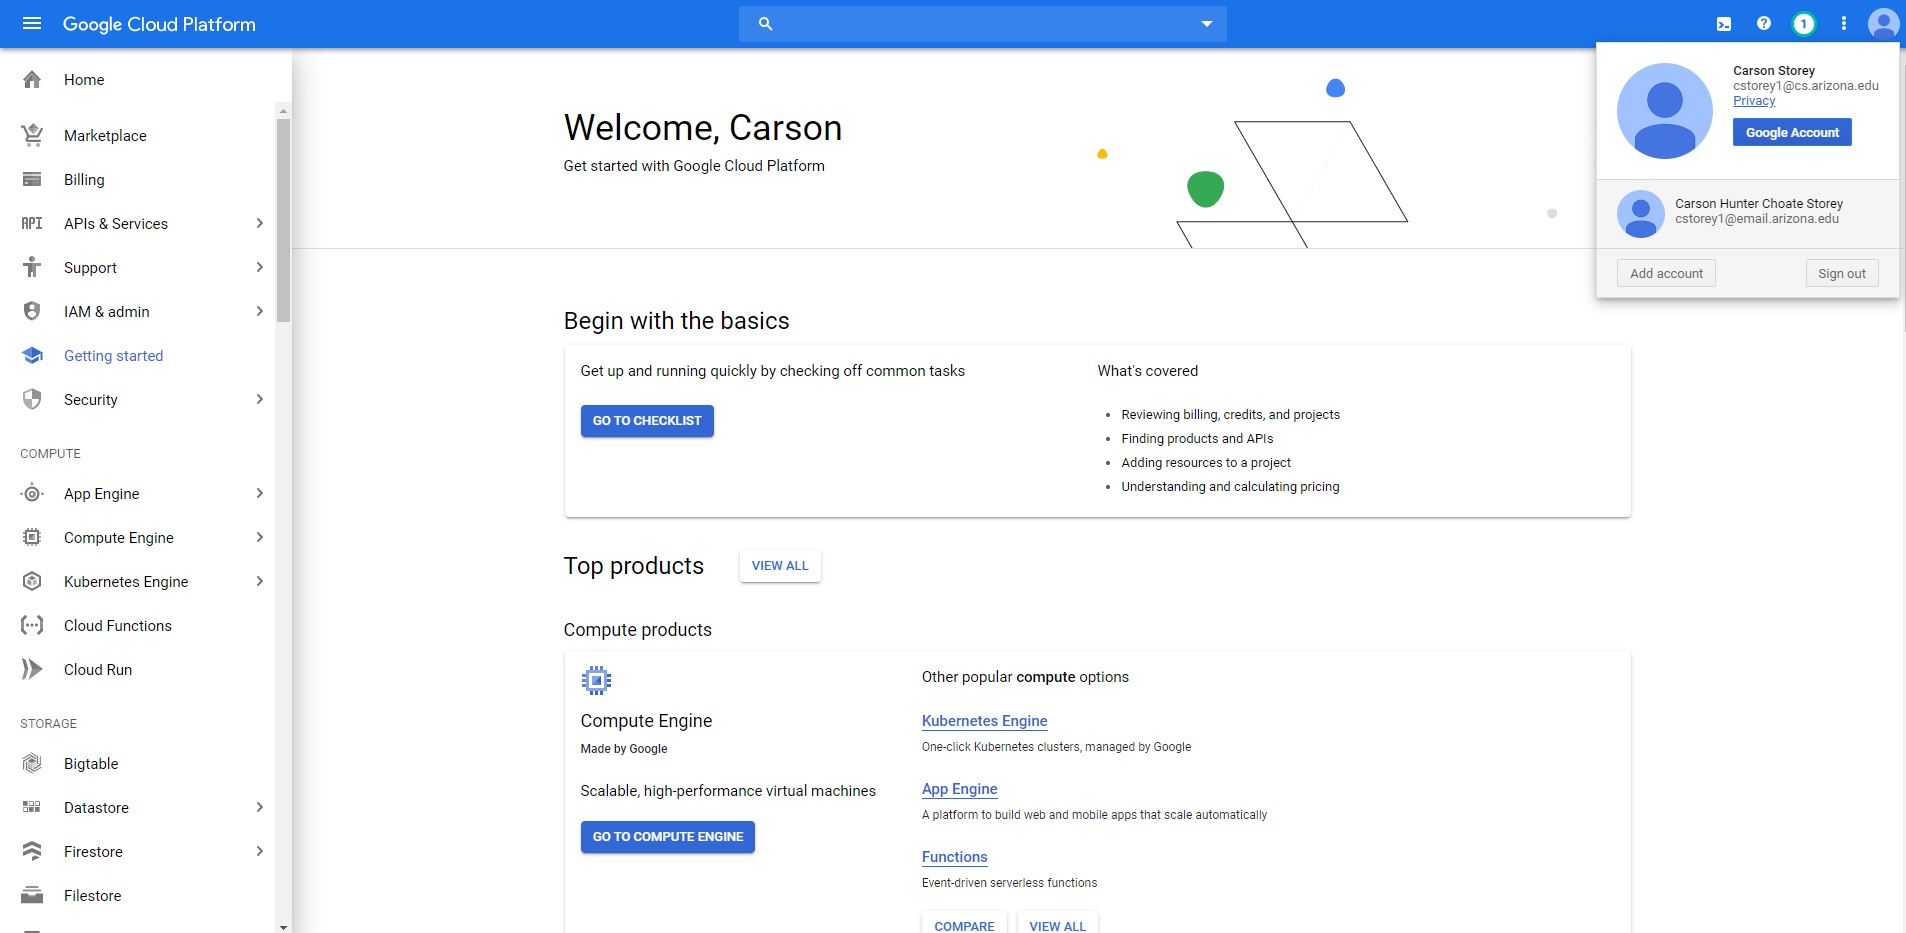 Google Cloud Platform
1
Home
Marketplace
Billing
API
APIs & Services
Support
IAM & admin
Getting started
Security
COMPUTE
App Engine
Compute Engine
Kubernetes Engine
Cloud Functions
Cloud Run
STORAGE
Bigtable
Datastore
Firestore
Filestore
Welcome, Carson
Get started with Google Cloud Platform
Carson Storey
cstorey1@cs.arizona.edu
Privacy
Google Account
Carson Hunter Choate Storey
cstorey1@email.arizona.edu
Add account
Sign out
Begin with the basics
Get up and running quickly by checking off common tasks
GO TO CHECKLIST
What's covered
• Reviewing billing, credits, and projects
• Finding products and APIs
• Adding resources to a project
• Understanding and calculating pricing
Top products
VIEW ALL
Compute products
Compute Engine
Made by Google
Scalable, high-performance virtual machines
GO TO COMPUTE ENGINE
Other popular compute options
Kubernetes Engine
One-click Kubernetes clusters, managed by Google
App Engine
A platform to build web and mobile apps that scale automatically
Functions
Event-driven serverless functions
COMPARE
VIEW ALL